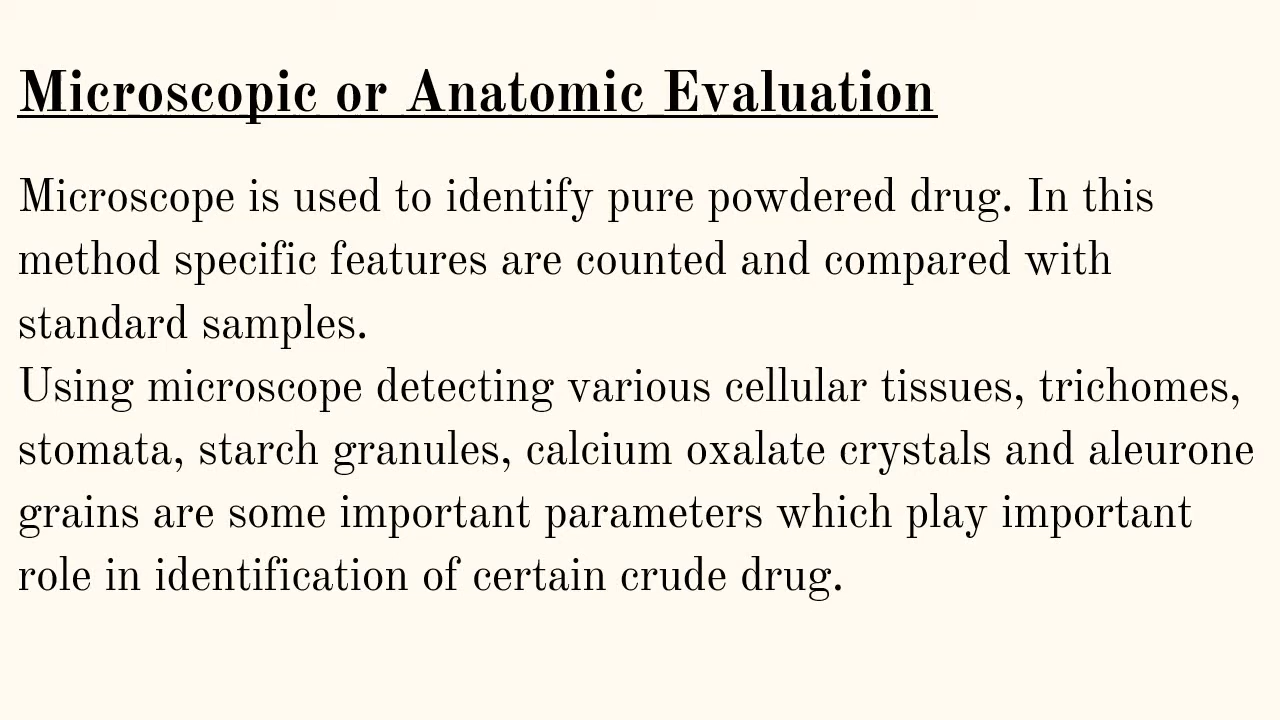 Microscopic or Anatomic Evaluation
Microscope is used to identify pure powdered drug. In this
method specific features are counted and compared with
standard samples.
Using microscope detecting various cellular tissues, trichomes,
stomata, starch granules, calcium oxalate crystals and aleurone
grains are some important parameters which play important
role in identification of certain crude drug.